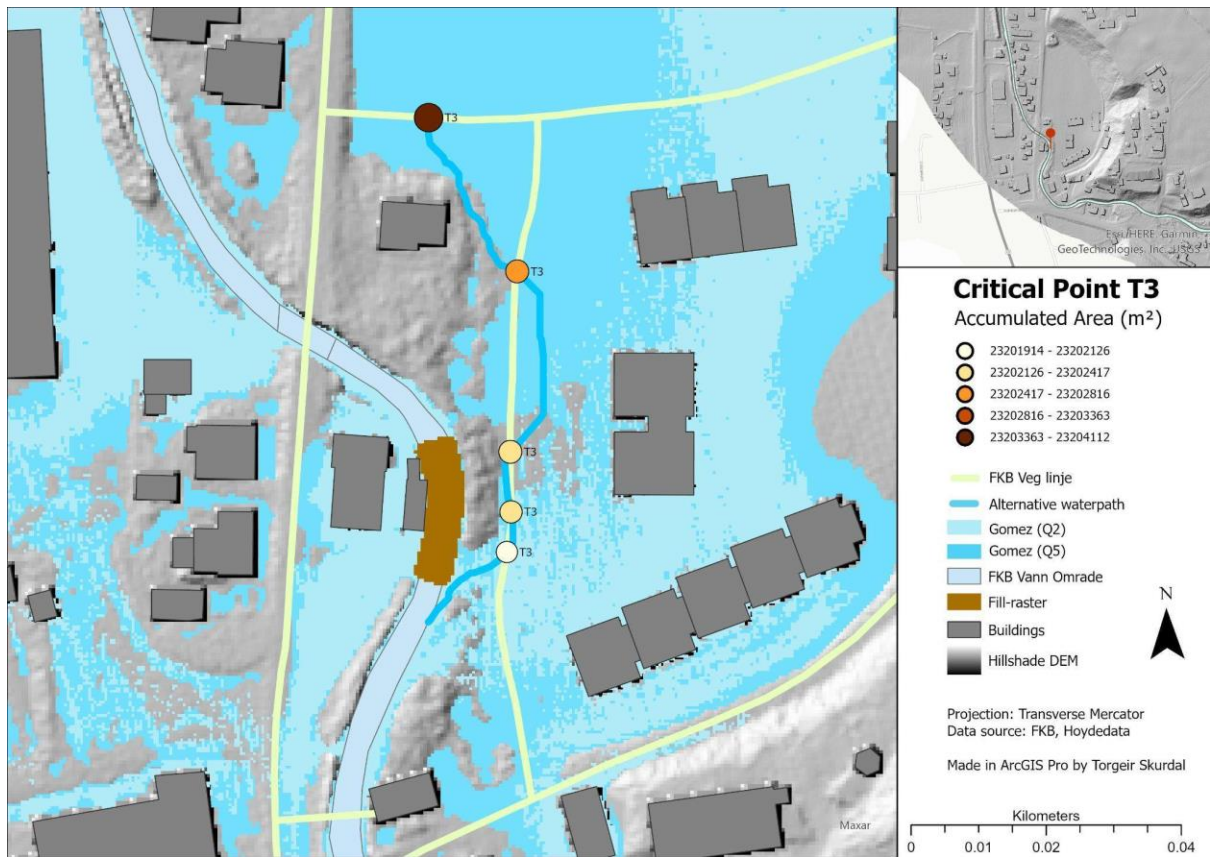 T3
T3
T3
T3
T3
Maxar
Esri, HERE, Garmin,
GeoTechnologies, Inc., USGS
Critical Point T3
Accumulated Area (m²)
23201914 - 23202126
23202126 - 23202417
23202417 - 23202816
23202816 - 23203363
23203363 - 23204112
FKB Veg linje
Alternative waterpath
Gomez (Q2)
Gomez (Q5)
FKB Vann Omrade
Fill-raster
Buildings
Hillshade DEM
N
Projection: Transverse Mercator
Data source: FKB, Hoydedata
Made in ArcGIS Pro by Torgeir Skurdal
Kilometers
0 0.01 0.02 0.04